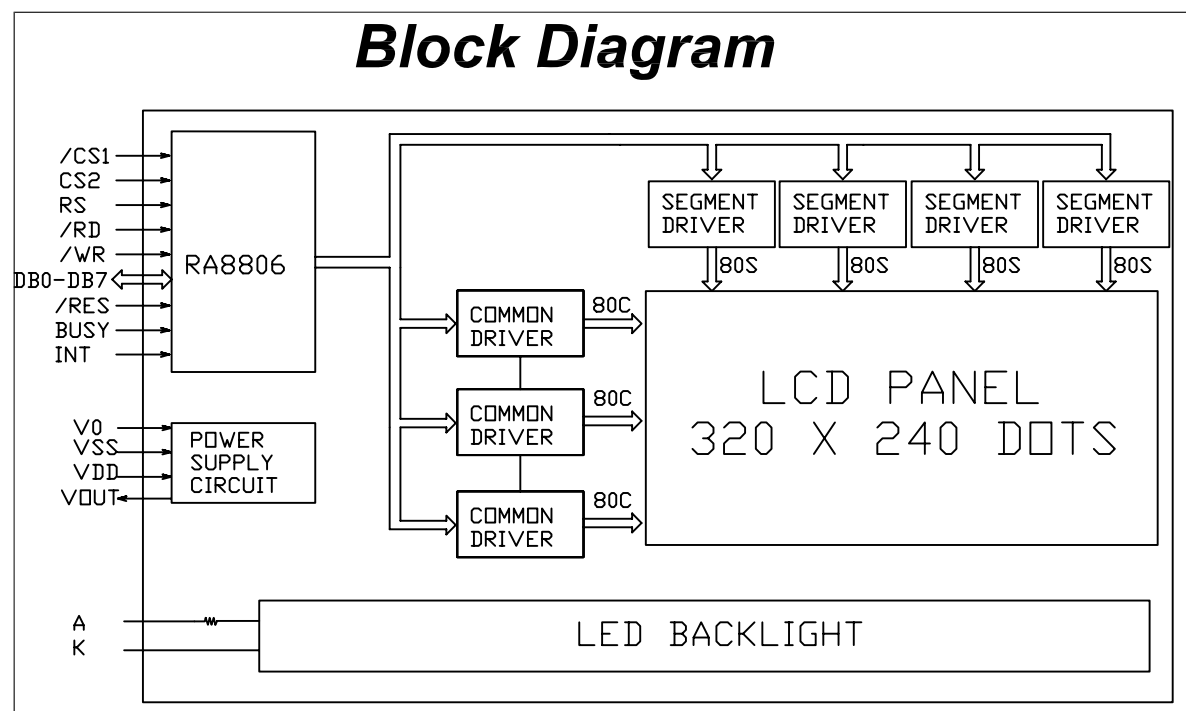 Block Diagram
/CS1
CS2
RS
/RD
/WR
DB0-DB7
/RES
BUSY
INT
RA8806
SEGMENT
DRIVER
SEGMENT
DRIVER
SEGMENT
DRIVER
SEGMENT
DRIVER
80S
80S
80S
80S
COMMON
DRIVER
80C
COMMON
DRIVER
80C
COMMON
DRIVER
80C
LCD PANEL
320 X 240 DOTS
V0
VSS
VDD
VOUT
POWER
SUPPLY
CIRCUIT
A
K
LED BACKLIGHT